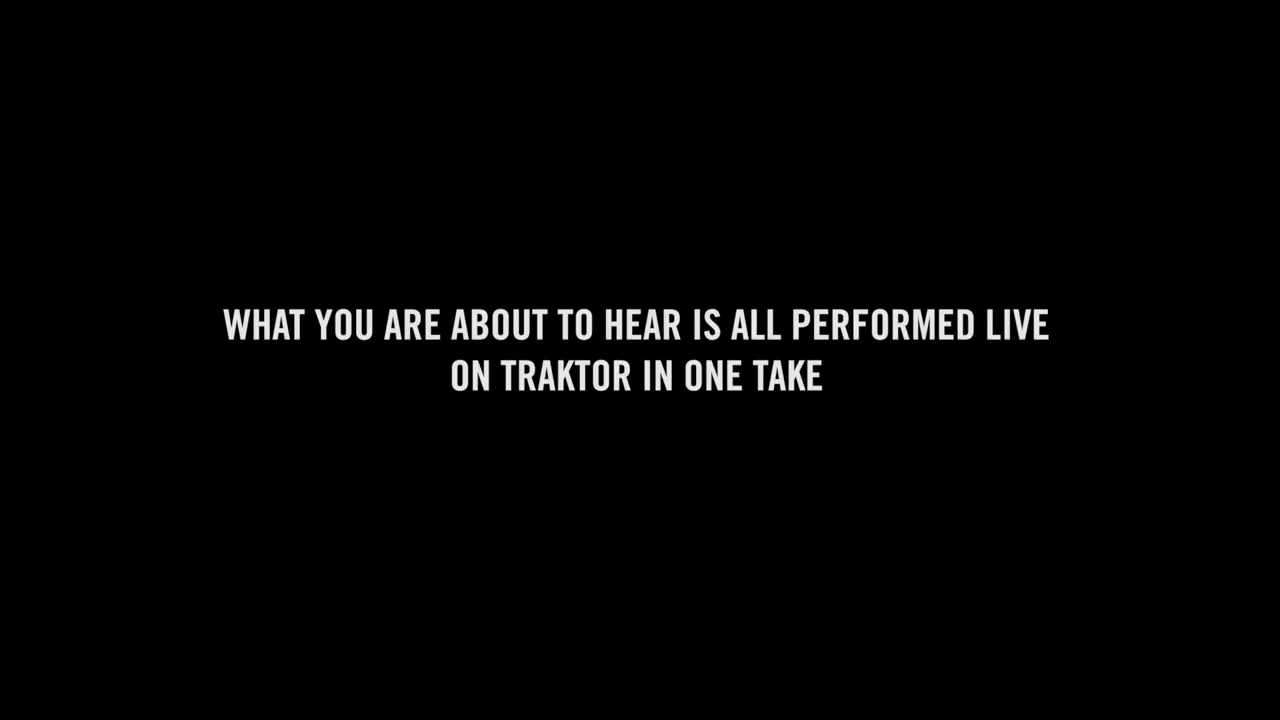 WHAT YOU ARE ABOUT TO HEAR IS ALL PERFORMED LIVE
ON TRAKTOR IN ONE TAKE